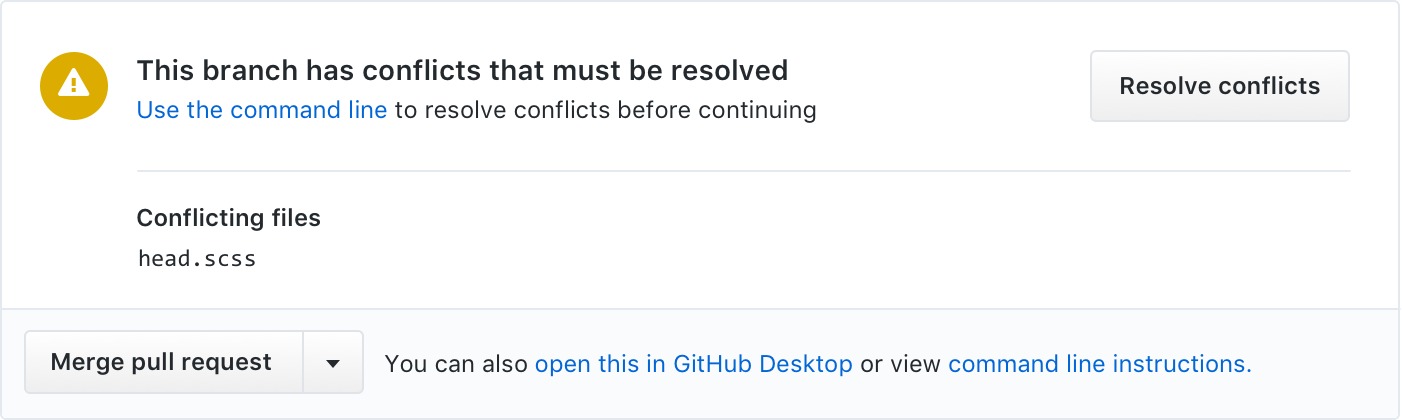 This branch has conflicts that must be resolved
Use the command line to resolve conflicts before continuing
Resolve conflicts
Conflicting files
head.scss
Merge pull request
You can also open this in GitHub Desktop or view command line instructions.